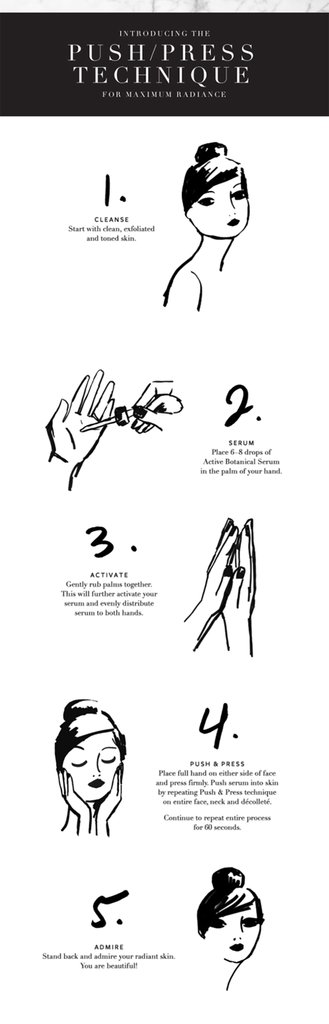 INTRODUCING THE
PUSH/PRESS
TECHNIQUE
FOR MAXIMUM RADIANCE
1.
CLEANSE
Start with clean, exfoliated
and toned skin.
2.
SERUM
Place 6–8 drops of
Active Botanical Serum
in the palm of your hand.
3.
ACTIVATE
Gently rub palms together.
This will further activate your
serum and evenly distribute
serum to both hands.
4.
PUSH & PRESS
Place full hand on either side of face
and press firmly. Push serum into skin
by repeating Push & Press technique
on entire face, neck and décolleté.
Continue to repeat entire process
for 60 seconds.
5.
ADMIRE
Stand back and admire your radiant skin.
You are beautiful!